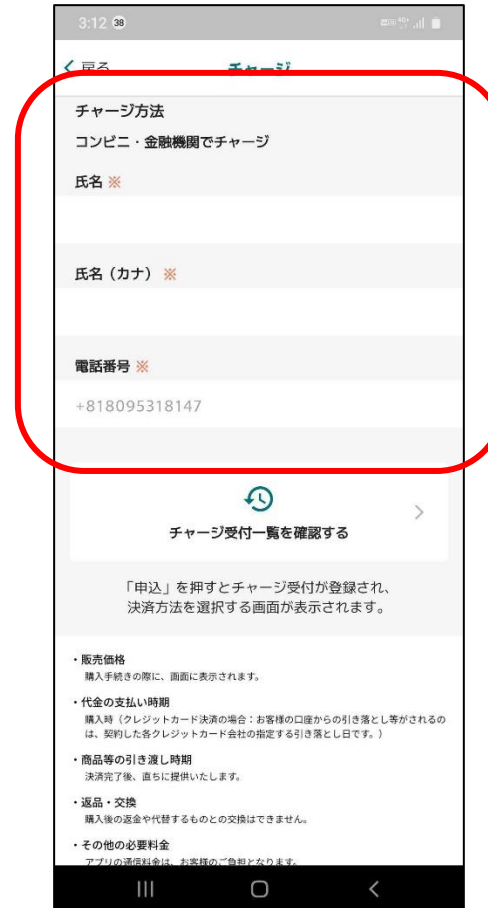 3:12 38
戻る チャージ
チャージ方法
コンビニ・金融機関でチャージ
氏名 ※
氏名（カナ） ※
電話番号 ※
+818095318147
チャージ受付一覧を確認する
「申込」を押すとチャージ受付が登録され、
決済方法を選択する画面が表示されます。
・販売価格
購入手続きの際に、画面に表示されます。
・代金の支払い時期
購入時（クレジットカード決済の場合：お客様の口座からの引き落とし等がされるの
は、契約した各クレジットカード会社の指定する引き落とし日です。）
・商品等の引き渡し時期
決済完了後、直ちに提供いたします。
・返品・交換
購入後の返金や代替するものとの交換はできません。
・その他の必要料金
アプリの通信料金は、お客様のご負担となります。